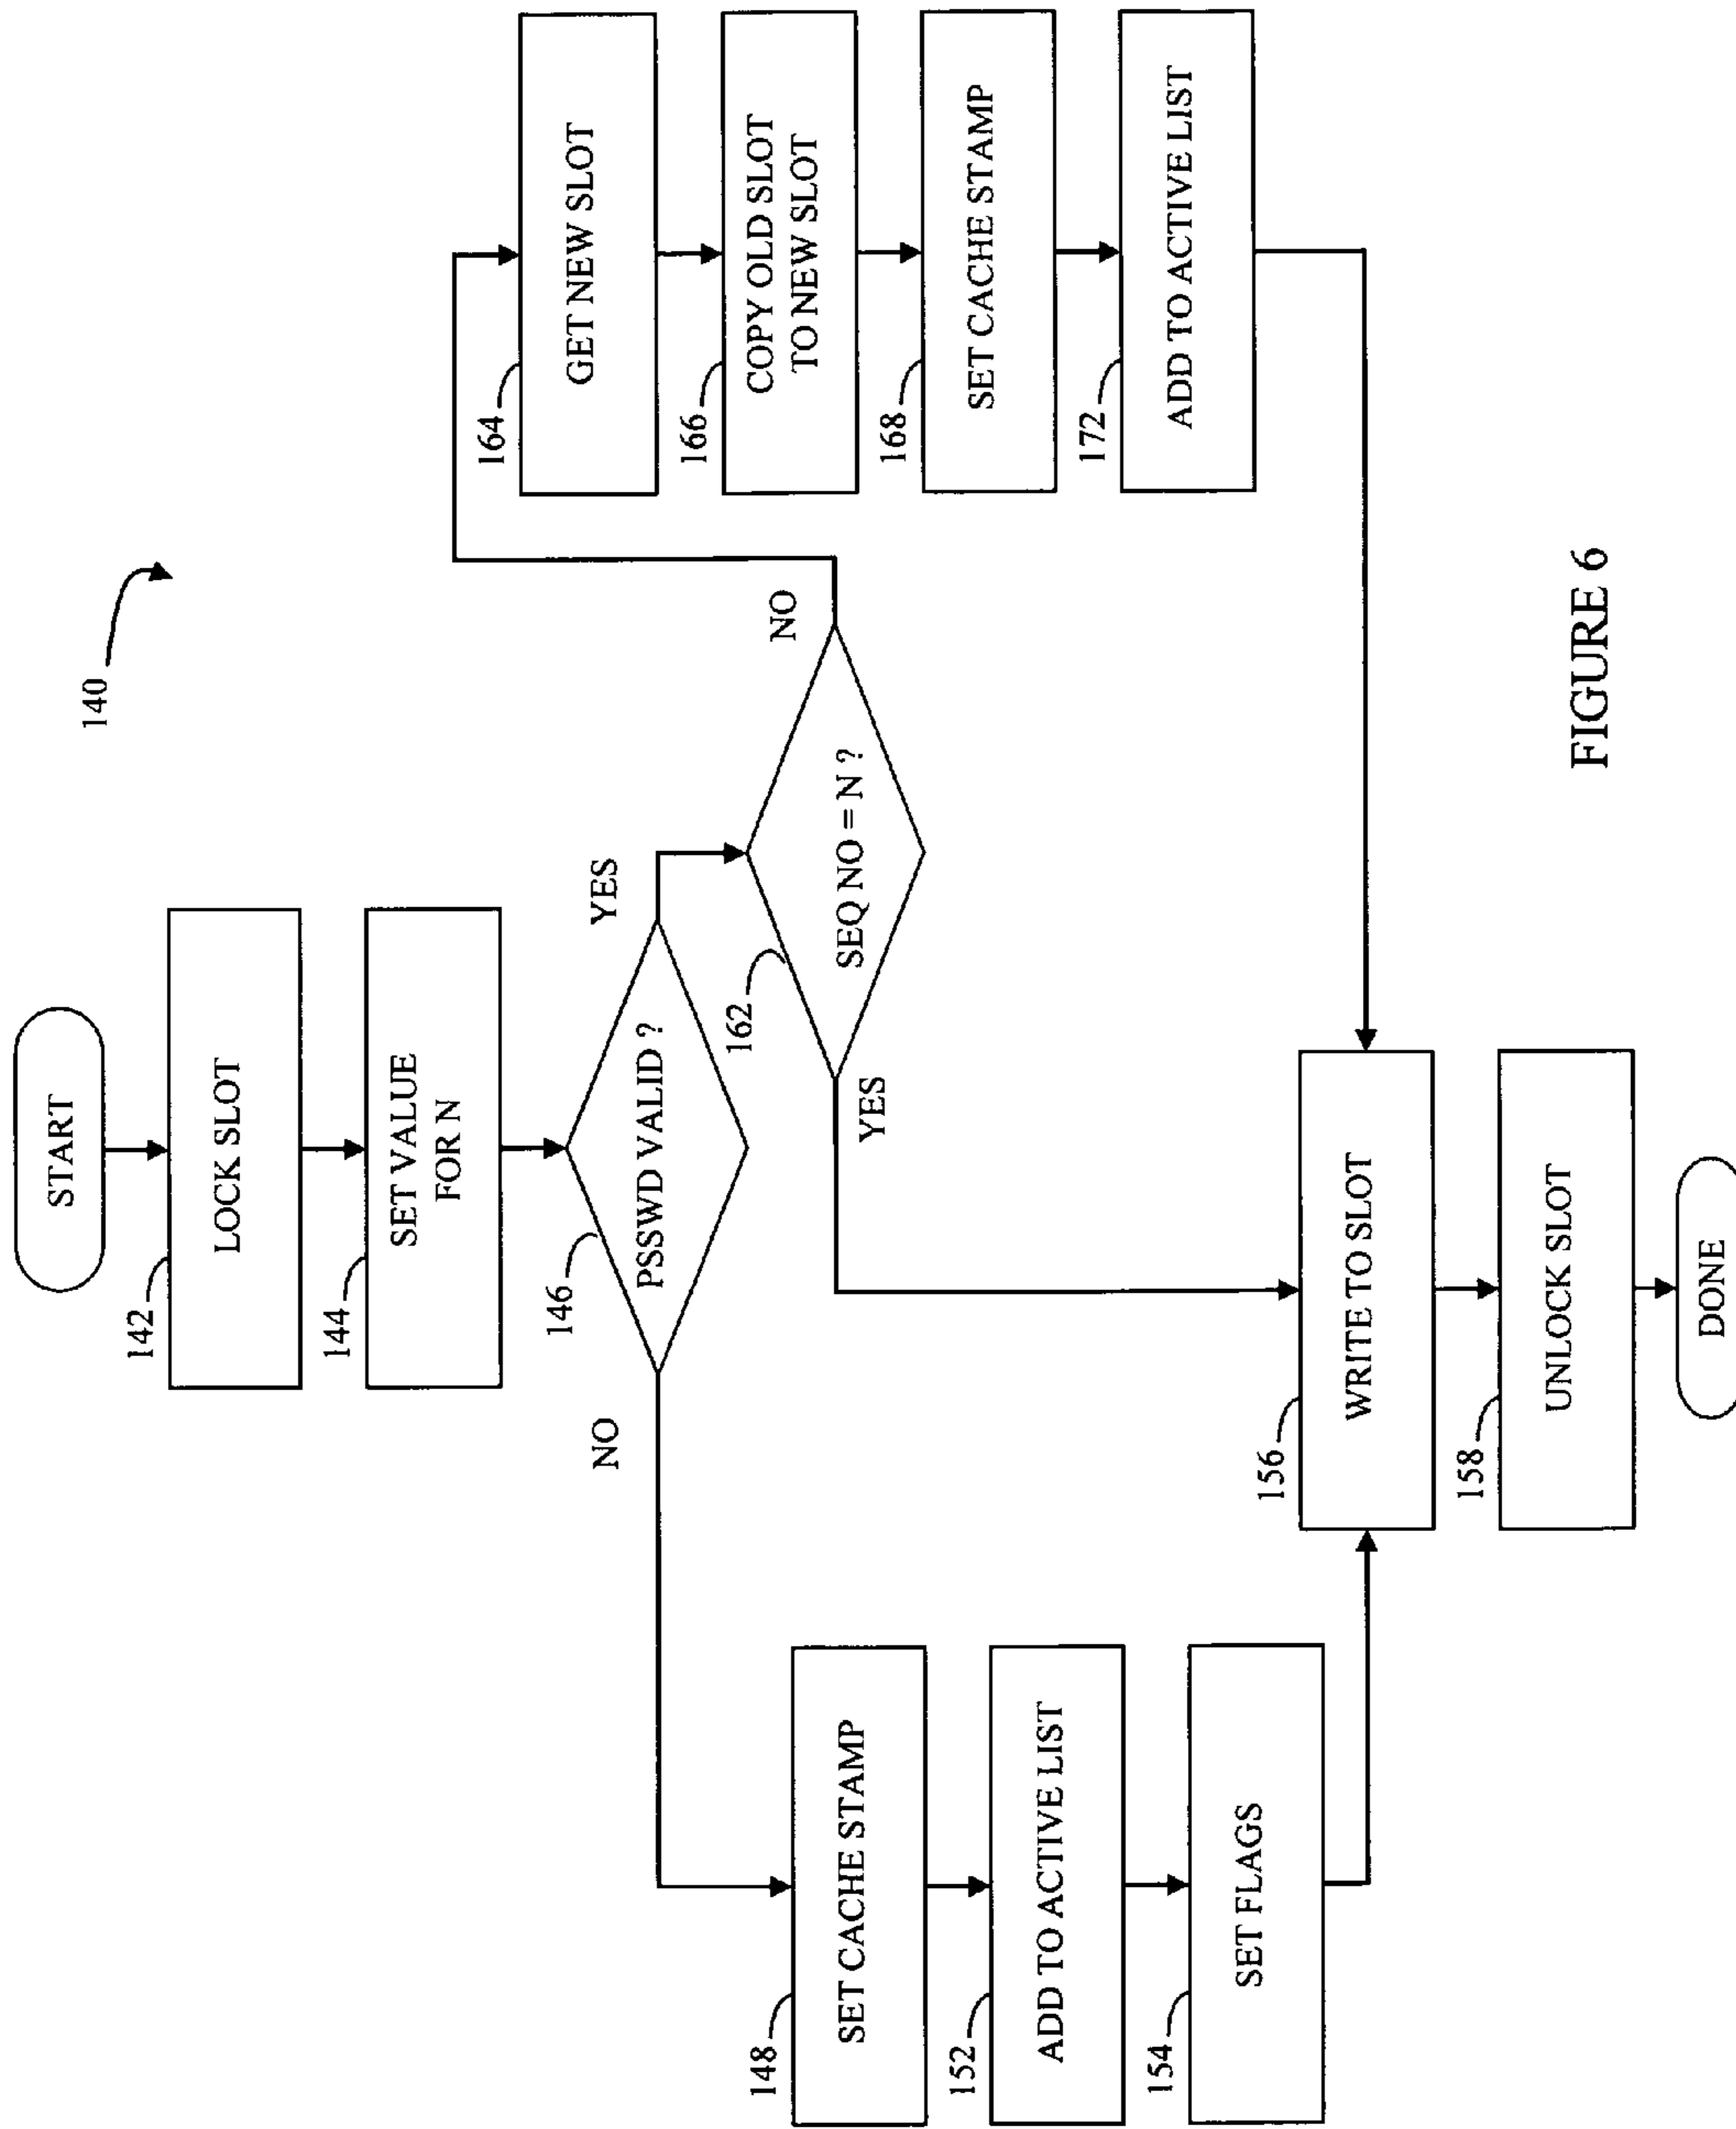 140
START
142
LOCK SLOT
144
SET VALUE
FOR N
146
PSSWD VALID ?
NO
YES
162
SEQ NO = N ?
YES
NO
164
GET NEW SLOT
166
COPY OLD SLOT
TO NEW SLOT
168
SET CACHE STAMP
172
ADD TO ACTIVE LIST
148
SET CACHE STAMP
152
ADD TO ACTIVE LIST
154
SET FLAGS
156
WRITE TO SLOT
158
UNLOCK SLOT
DONE
FIGURE 6